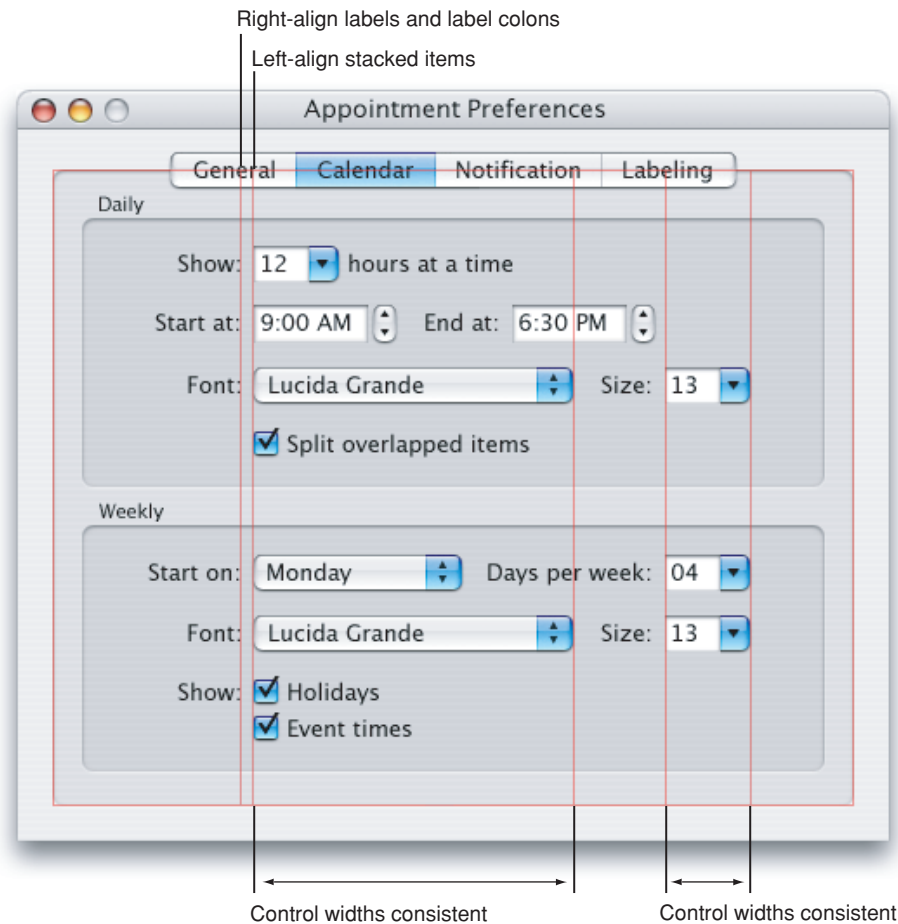 Right-align labels and label colons
Left-align stacked items
Appointment Preferences
General Calendar Notification Labeling
Daily
Show: 12 hours at a time
Start at: 9:00 AM End at: 6:30 PM
Font: Lucida Grande Size: 13
Split overlapped items
Weekly
Start on: Monday Days per week: 04
Font: Lucida Grande Size: 13
Show: Holidays
Event times
Control widths consistent Control widths consistent